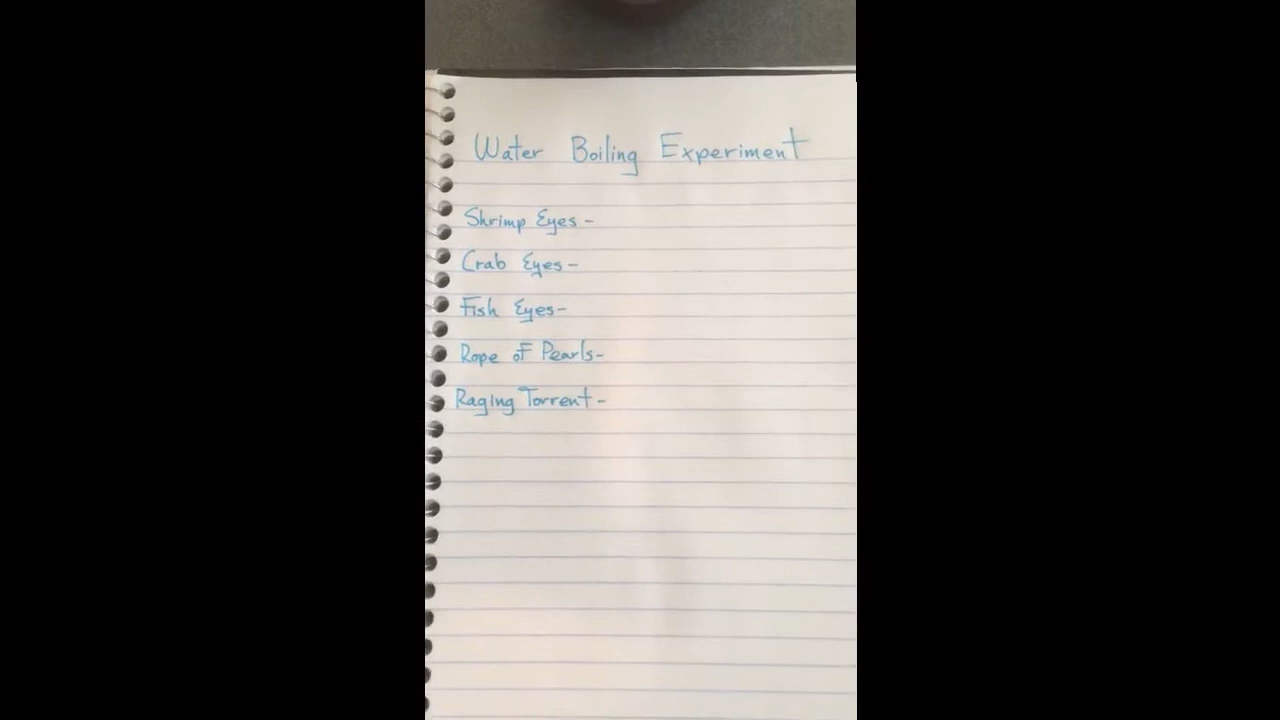 Water Boiling Experiment
Shrimp Eyes -
Crab Eyes -
Fish Eyes -
Rope of Pearls -
Raging Torrent -